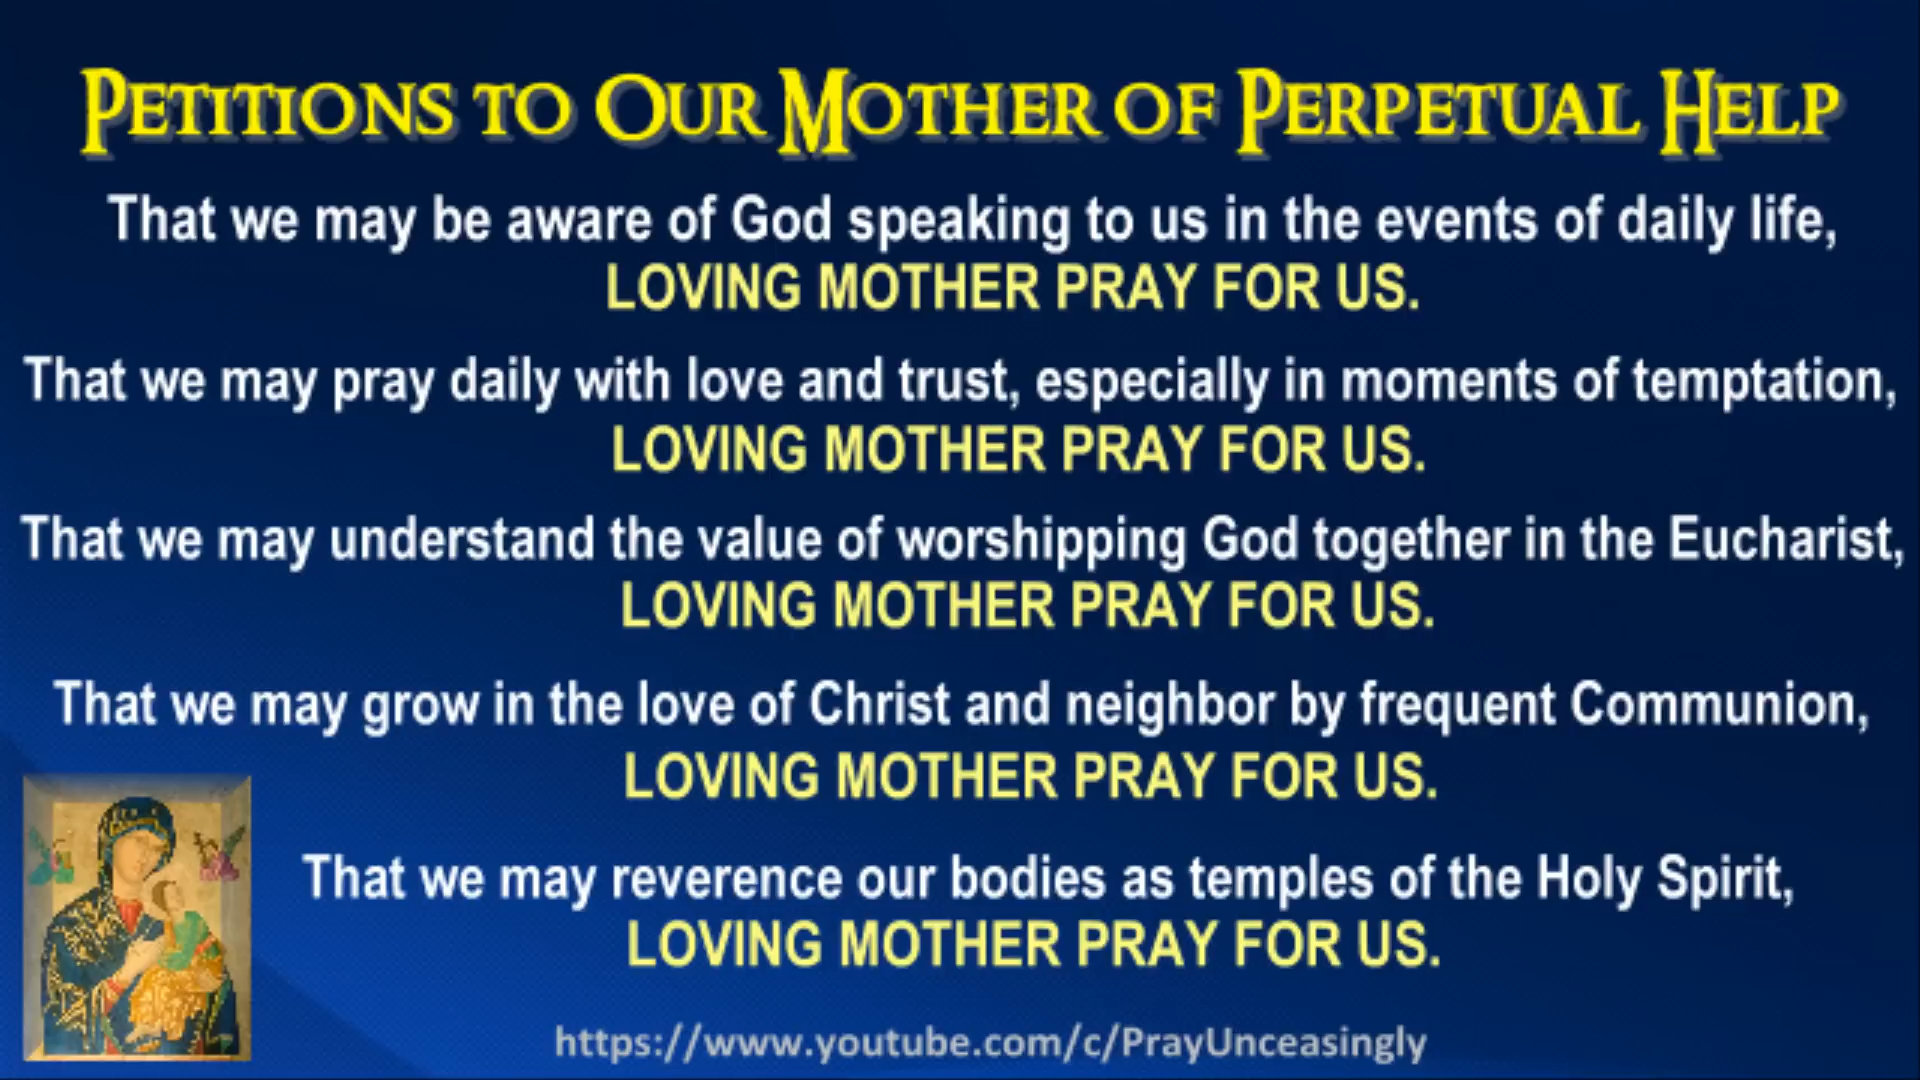 Petitions to Our Mother of Perpetual Help
That we may be aware of God speaking to us in the events of daily life,
LOVING MOTHER PRAY FOR US.
That we may pray daily with love and trust, especially in moments of temptation,
LOVING MOTHER PRAY FOR US.
That we may understand the value of worshipping God together in the Eucharist,
LOVING MOTHER PRAY FOR US.
That we may grow in the love of Christ and neighbor by frequent Communion,
LOVING MOTHER PRAY FOR US.
That we may reverence our bodies as temples of the Holy Spirit,
LOVING MOTHER PRAY FOR US.
https://www.youtube.com/c/PrayUnceasingly